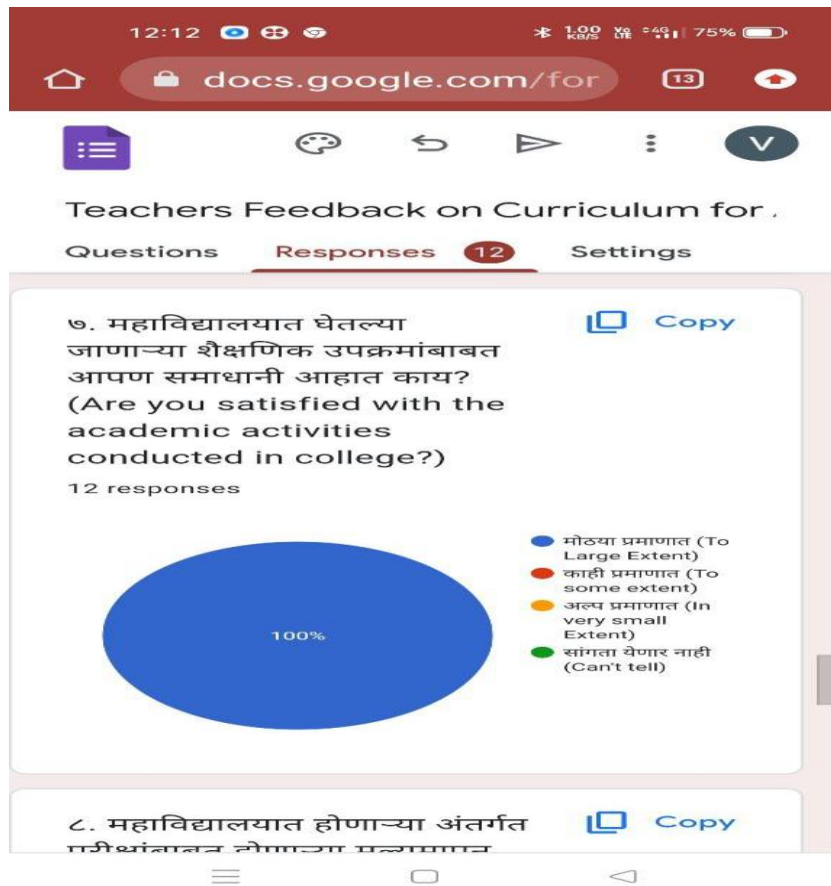 12:12 1.00 KB/S Vo LTE 4G 75%
docs.google.com/for 13
V
Teachers Feedback on Curriculum for
Questions Responses 12 Settings
७. महाविद्यालयात घेतल्या Copy
जाणाऱ्या शैक्षणिक उपक्रमांबाबत
आपण समाधानी आहात काय?
(Are you satisfied with the
academic activities
conducted in college?)
12 responses
100%
मोठया प्रमाणात (To
Large Extent)
काही प्रमाणात (To
some extent)
अल्प प्रमाणात (In
very small
Extent)
सांगता येणार नाही
(Can't tell)
८. महाविद्यालयात होणाऱ्या अंतर्गत Copy